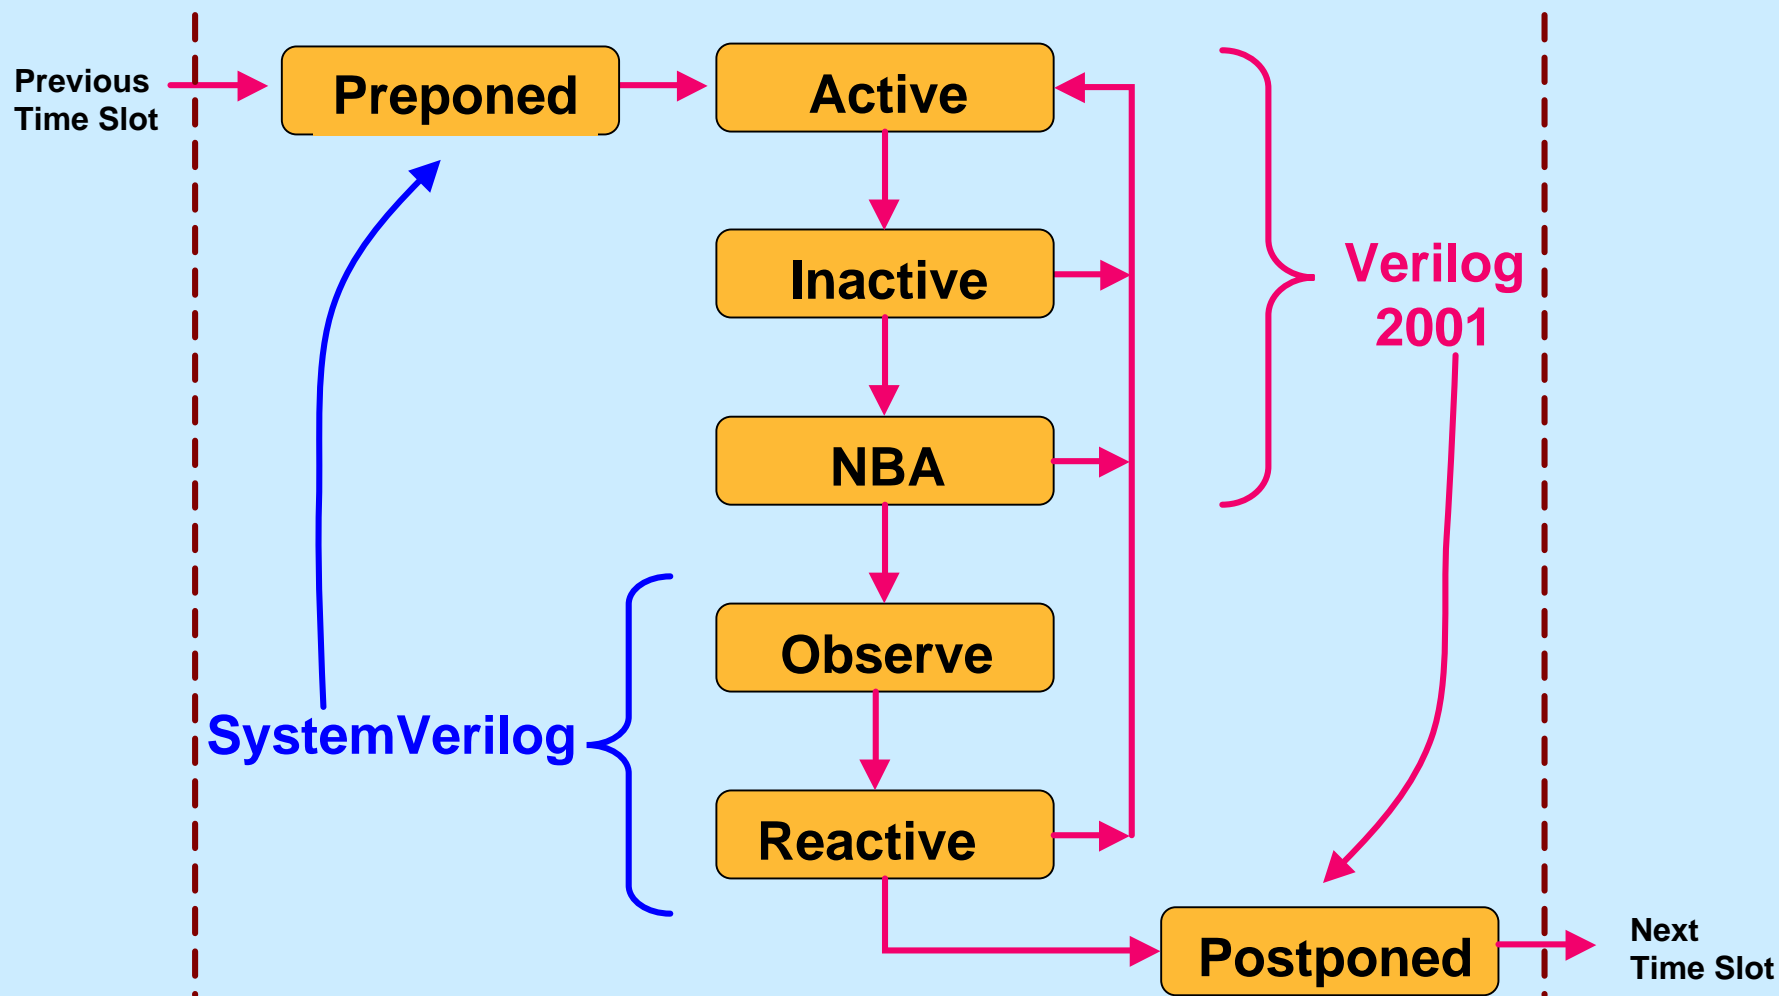 Previous
Time Slot
Preponed
Active
Inactive
Verilog
2001
NBA
Observe
SystemVerilog
Reactive
Postponed
Next
Time Slot